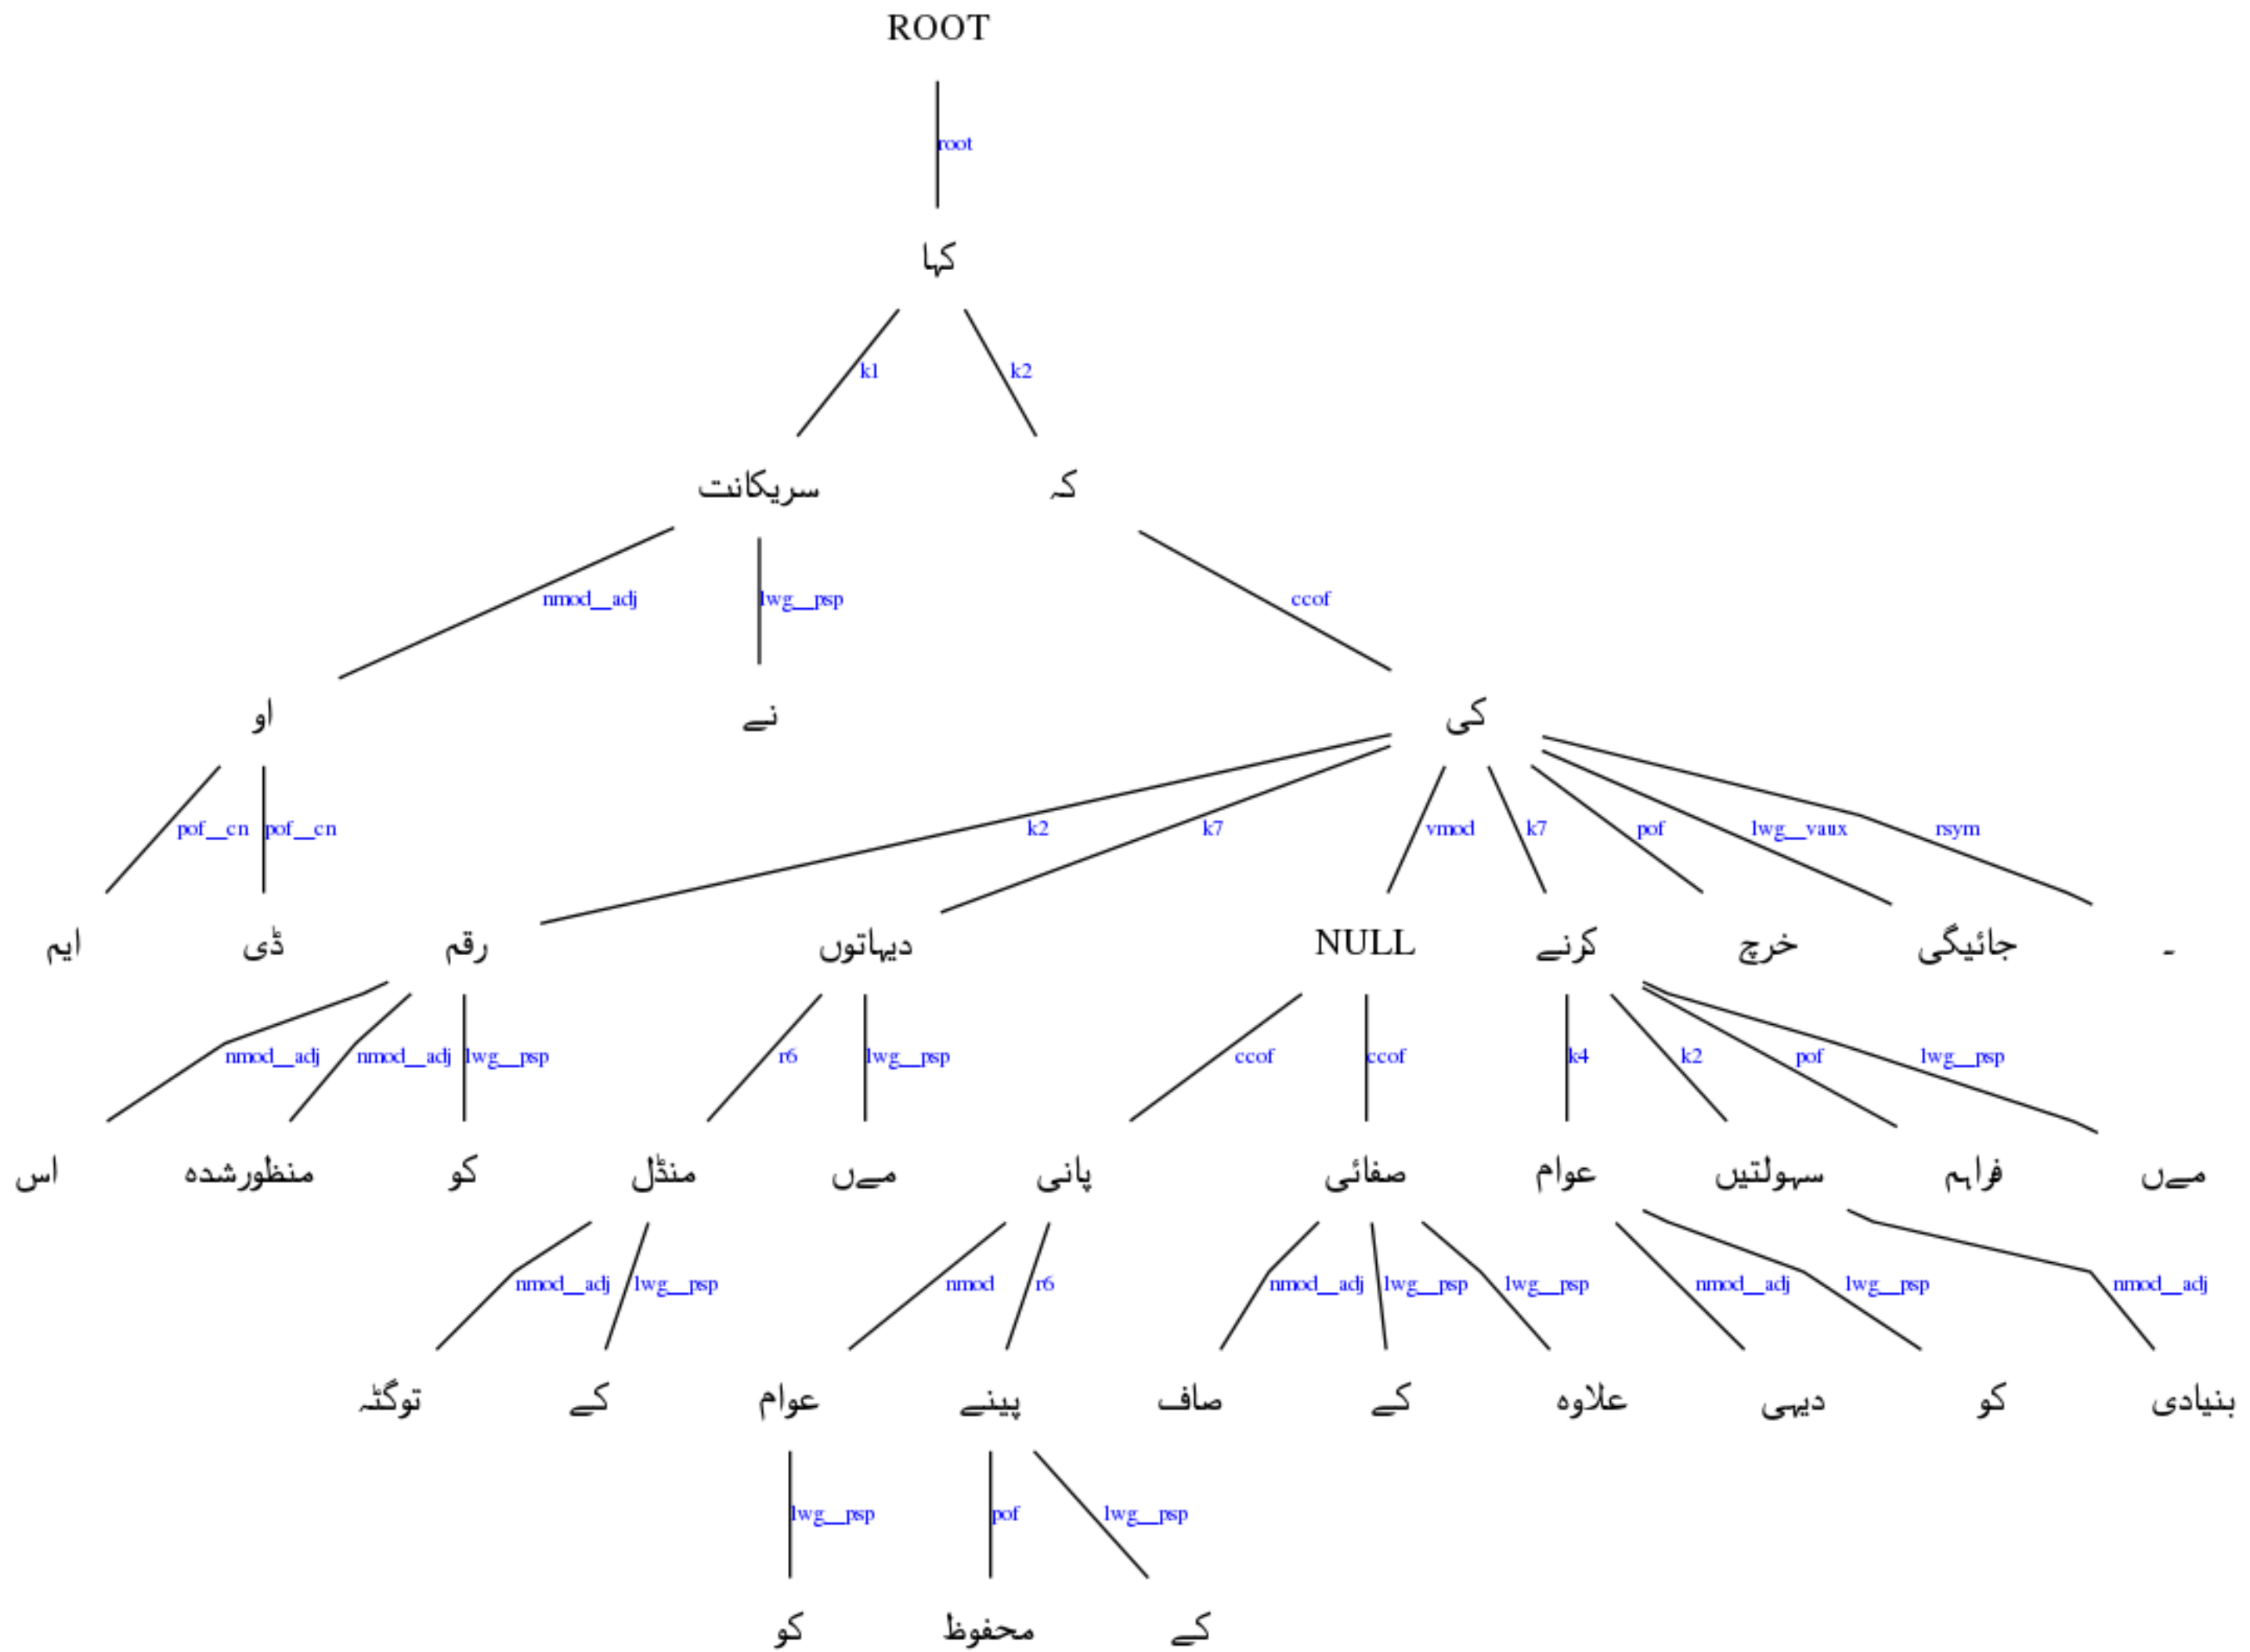 ROOT
root
کہا
k1 k2
سریکانت کہ
nmod__adj lwg__psp ccof
او نے کی
pof__cn pof__cn k2 k7 vmod k7 pof lwg__vaux rsym
ایم ڈی رقم دیہاتوں NULL کرنے خرچ جائیگی ۔
nmod__adj nmod__adj lwg__psp r6 lwg__psp ccof ccof k4 k2 pof lwg__psp
اس منظورشدہ کو منڈل مےں پانی صفائی عوام سہولتیں فراہم مےں
nmod__adj lwg__psp nmod r6 nmod__adj lwg__psp lwg__psp nmod__adj lwg__psp nmod__adj
توگٹہ کے عوام پینے صاف کے علاوہ دیہی کو بنیادی
lwg__psp pof lwg__psp
کو محفوظ کے